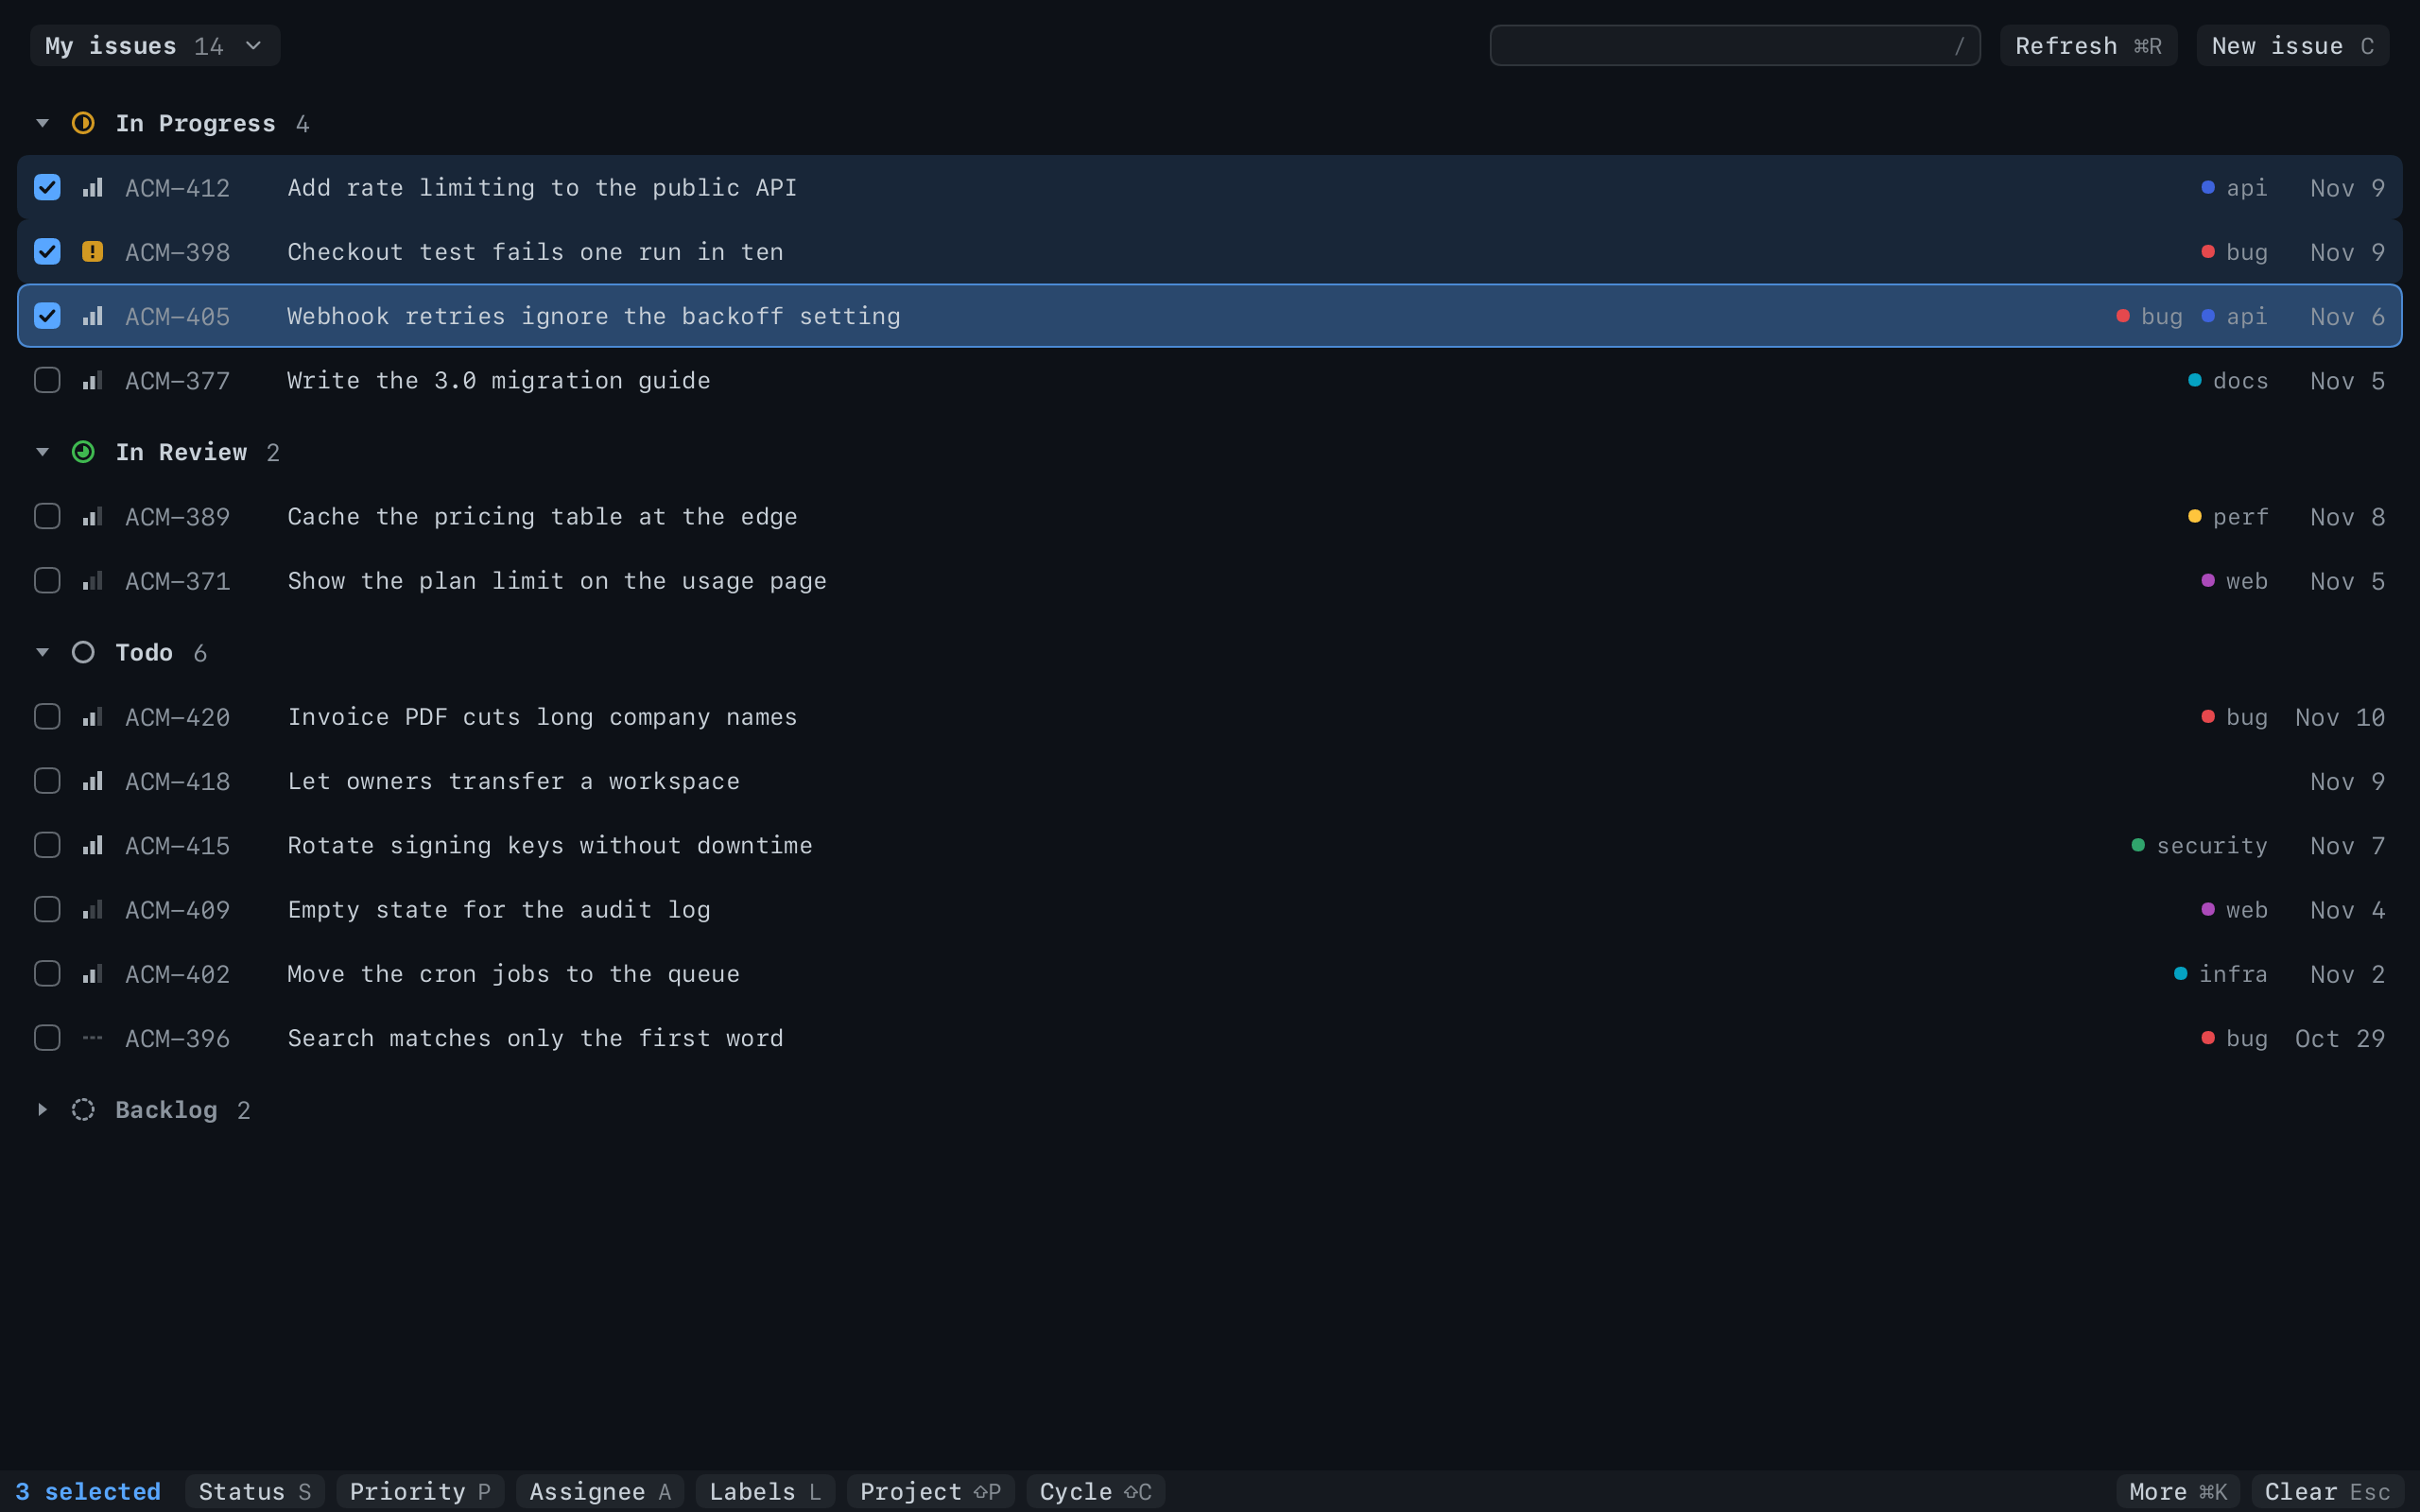 My issues 14 / Refresh ⌘R New issue C
In Progress 4
ACM-412 Add rate limiting to the public API api Nov 9
ACM-398 Checkout test fails one run in ten bug Nov 9
ACM-405 Webhook retries ignore the backoff setting bug api Nov 6
ACM-377 Write the 3.0 migration guide docs Nov 5
In Review 2
ACM-389 Cache the pricing table at the edge perf Nov 8
ACM-371 Show the plan limit on the usage page web Nov 5
Todo 6
ACM-420 Invoice PDF cuts long company names bug Nov 10
ACM-418 Let owners transfer a workspace Nov 9
ACM-415 Rotate signing keys without downtime security Nov 7
ACM-409 Empty state for the audit log web Nov 4
ACM-402 Move the cron jobs to the queue infra Nov 2
ACM-396 Search matches only the first word bug Oct 29
Backlog 2
3 selected Status S Priority P Assignee A Labels L Project ⇧P Cycle ⇧C More ⌘K Clear Esc